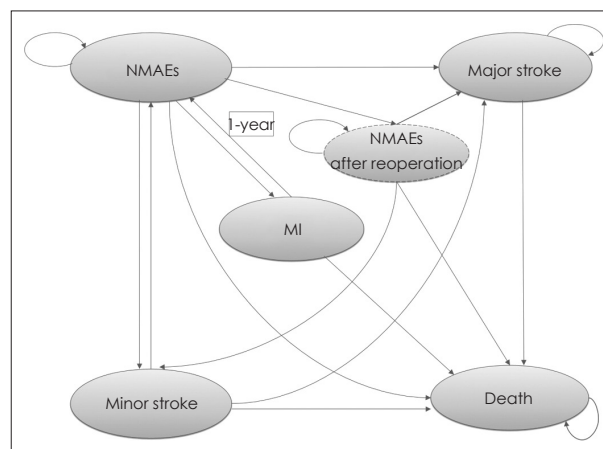 NMAEs
Major stroke
1-year
NMAEs
after reoperation
MI
Minor stroke
Death